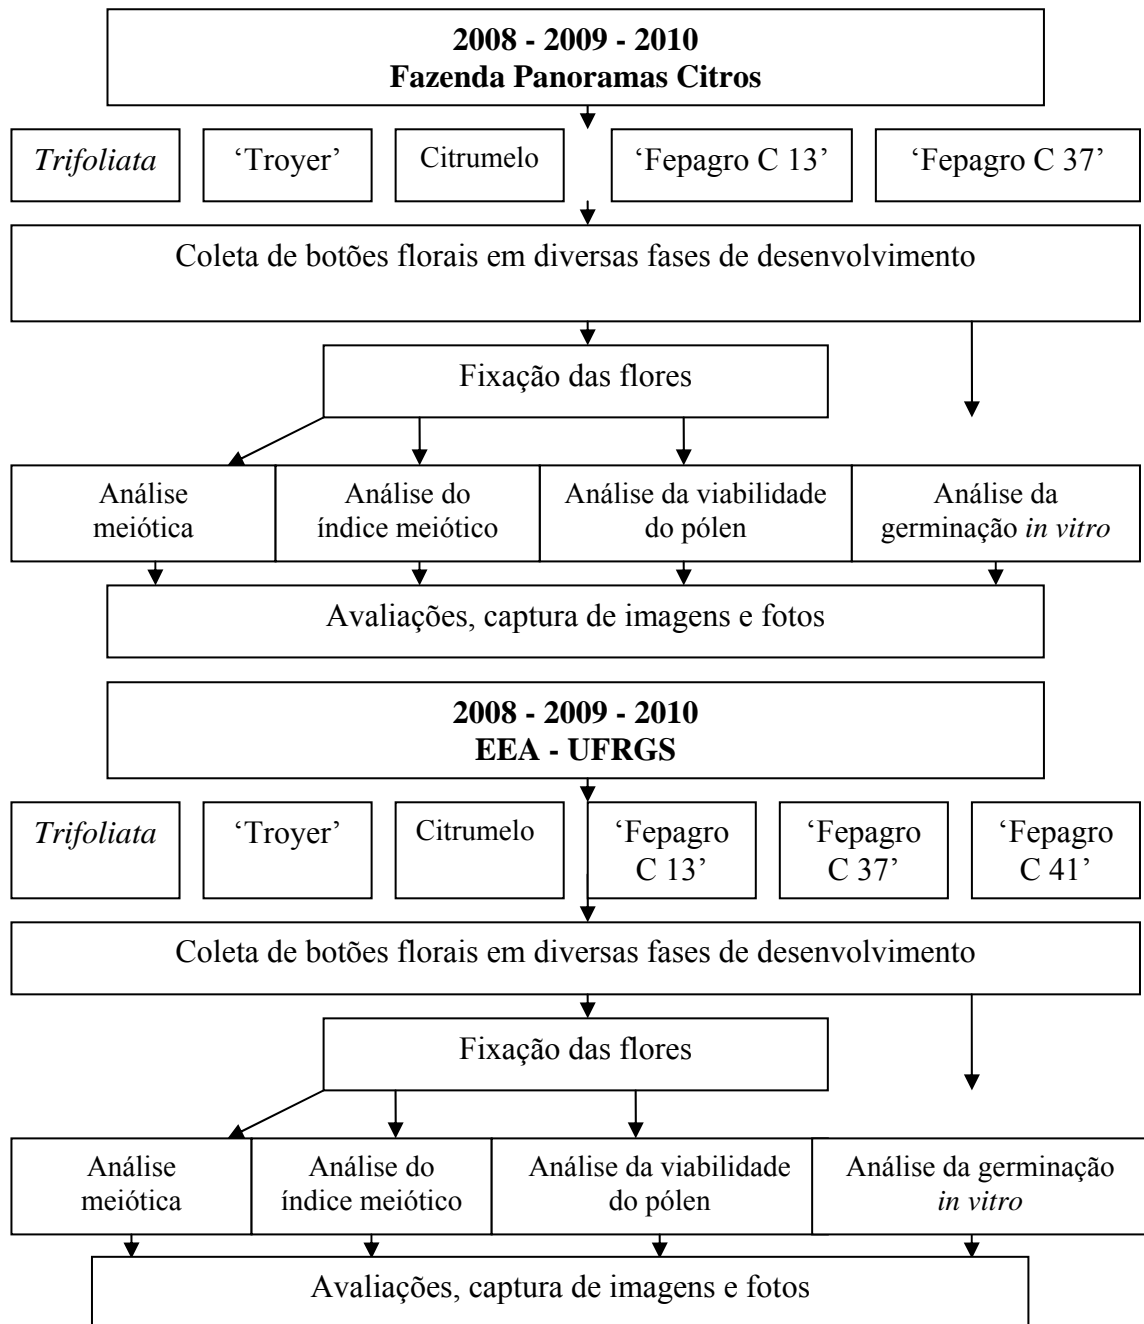 2008 - 2009 - 2010
Fazenda Panoramas Citros
Trifoliata
‘Troyer’
Citrumelo
‘Fepagro C 13’
‘Fepagro C 37’
Coleta de botões florais em diversas fases de desenvolvimento
Fixação das flores
Análise
meiótica
Análise do
índice meiótico
Análise da viabilidade
do pólen
Análise da
germinação in vitro
Avaliações, captura de imagens e fotos
2008 - 2009 - 2010
EEA - UFRGS
Trifoliata
‘Troyer’
Citrumelo
‘Fepagro
C 13’
‘Fepagro
C 37’
‘Fepagro
C 41’
Coleta de botões florais em diversas fases de desenvolvimento
Fixação das flores
Análise
meiótica
Análise do
índice meiótico
Análise da viabilidade
do pólen
Análise da germinação
in vitro
Avaliações, captura de imagens e fotos